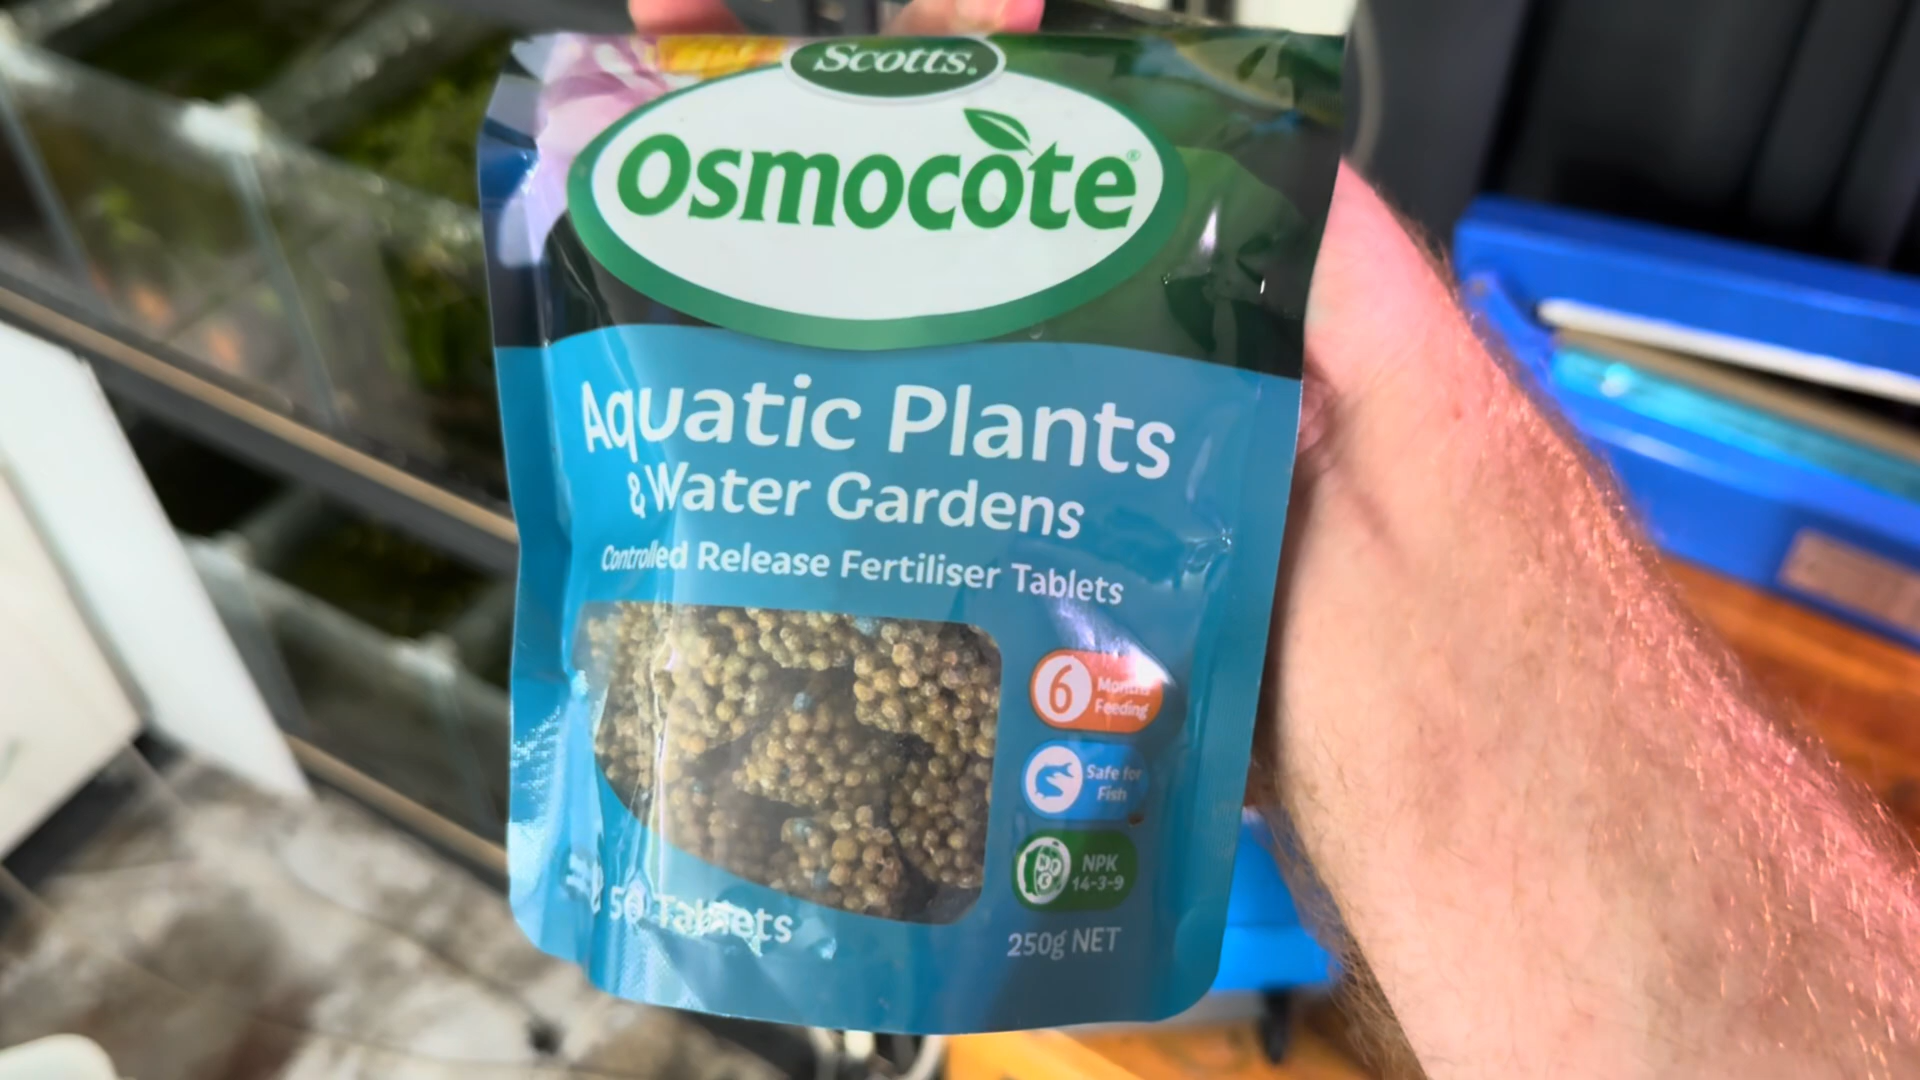 Scotts.
Osmocote®
Aquatic Plants
& Water Gardens
Controlled Release Fertiliser Tablets
6 Months
Feeding
Safe for
Fish
NPK
14-3-9
Tablets
250g NET